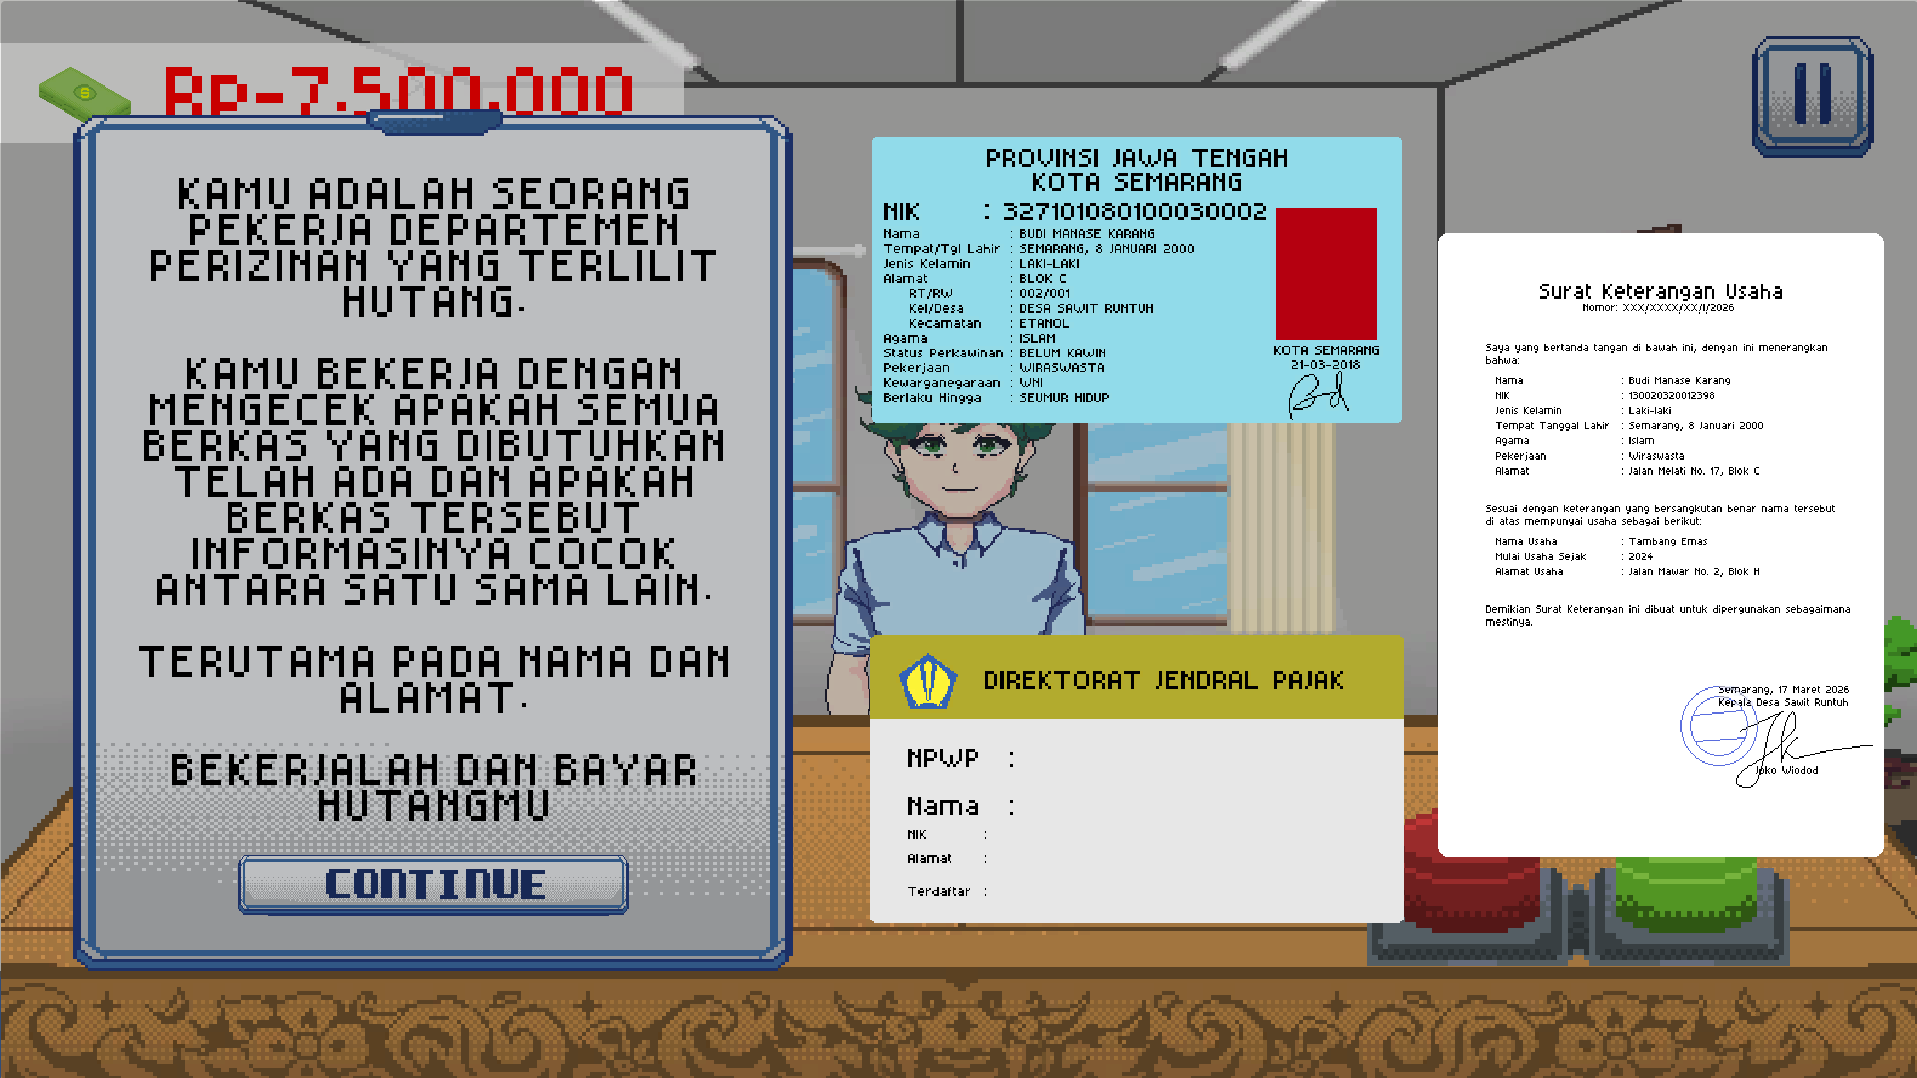 Rp-7.500.000
KAMU ADALAH SEORANG
PEKERJA DEPARTEMEN
PERIZINAN YANG TERLILIT
HUTANG.
KAMU BEKERJA DENGAN
MENGECEK APAKAH SEMUA
BERKAS YANG DIBUTUHKAN
TELAH ADA DAN APAKAH
BERKAS TERSEBUT
INFORMASINYA COCOK
ANTARA SATU SAMA LAIN.
TERUTAMA PADA NAMA DAN
ALAMAT.
BEKERJALAH DAN BAYAR
HUTANGMU
CONTINUE
PROVINSI JAWA TENGAH
KOTA SEMARANG
NIK : 327101080100030002
Nama : BUDI MANASE KARANG
Tempat/Tgl Lahir : SEMARANG, 8 JANUARI 2000
Jenis Kelamin : LAKI-LAKI
Alamat : BLOK C
RT/RW : 002/001
Kel/Desa : DESA SAWIT RUNTUH
Kecamatan : ETANOL
Agama : ISLAM
Status Perkawinan : BELUM KAWIN
Pekerjaan : WIRASWASTA
Kewarganegaraan : WNI
Berlaku Hingga : SEUMUR HIDUP
KOTA SEMARANG
21-03-2018
DIREKTORAT JENDRAL PAJAK
NPWP :
Nama :
NIK :
Alamat :
Terdaftar :
Surat Keterangan Usaha
Nomor: XXX/XXXX/XX/I/2026
Saya yang bertanda tangan di bawah ini, dengan ini menerangkan
bahwa:
Nama : Budi Manase Karang
NIK : 130020320012398
Jenis Kelamin : Laki-laki
Tempat Tanggal Lahir : Semarang, 8 Januari 2000
Agama : Islam
Pekerjaan : Wiraswasta
Alamat : Jalan Melati No. 17, Blok C
Sesuai dengan keterangan yang bersangkutan benar nama tersebut
di atas mempunyai usaha sebagai berikut:
Nama Usaha : Tambang Emas
Mulai Usaha Sejak : 2024
Alamat Usaha : Jalan Mawar No. 2, Blok H
Demikian Surat Keterangan ini dibuat untuk dipergunakan sebagaimana
mestinya.
Semarang, 17 Maret 2026
Kepala Desa Sawit Runtuh
Joko Wiodod